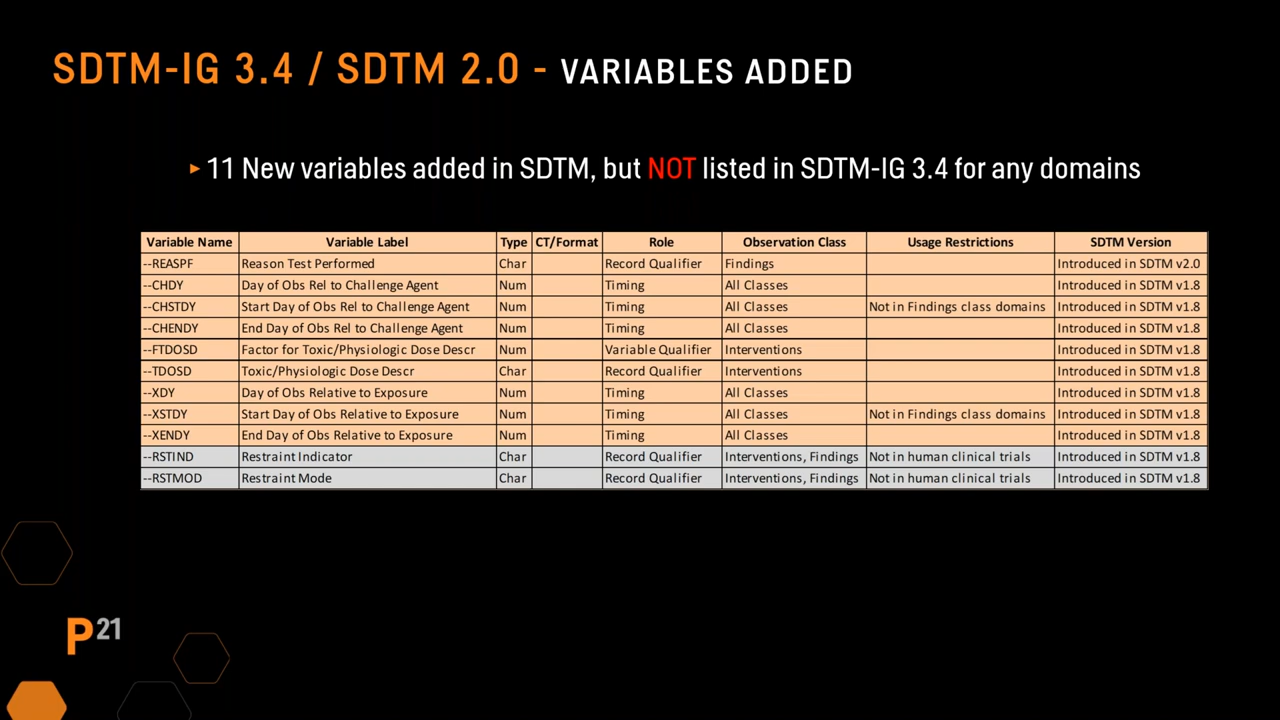 SDTM-IG 3.4 / SDTM 2.0 - VARIABLES ADDED
11 New variables added in SDTM, but NOT listed in SDTM-IG 3.4 for any domains
Variable Name Variable Label Type CT/Format Role Observation Class Usage Restrictions SDTM Version
--REASPF Reason Test Performed Char Record Qualifier Findings Introduced in SDTM v2.0
--CHDY Day of Obs Rel to Challenge Agent Num Timing All Classes Introduced in SDTM v1.8
--CHSTDY Start Day of Obs Rel to Challenge Agent Num Timing All Classes Not in Findings class domains Introduced in SDTM v1.8
--CHENDY End Day of Obs Rel to Challenge Agent Num Timing All Classes Introduced in SDTM v1.8
--FTDOSD Factor for Toxic/Physiologic Dose Descr Num Variable Qualifier Interventions Introduced in SDTM v1.8
--TDOSD Toxic/Physiologic Dose Descr Char Record Qualifier Interventions Introduced in SDTM v1.8
--XDY Day of Obs Relative to Exposure Num Timing All Classes Introduced in SDTM v1.8
--XSTDY Start Day of Obs Relative to Exposure Num Timing All Classes Not in Findings class domains Introduced in SDTM v1.8
--XENDY End Day of Obs Relative to Exposure Num Timing All Classes Introduced in SDTM v1.8
--RSTIND Restraint Indicator Char Record Qualifier Interventions, Findings Not in human clinical trials Introduced in SDTM v1.8
--RSTMOD Restraint Mode Char Record Qualifier Interventions, Findings Not in human clinical trials Introduced in SDTM v1.8
P21